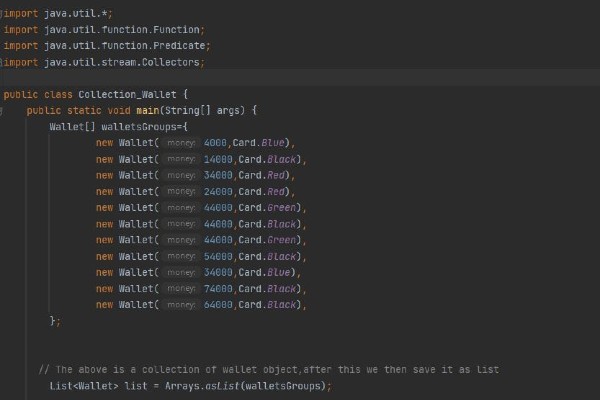 import java.util.*;
import java.util.function.Function;
import java.util.function.Predicate;
import java.util.stream.Collectors;
public class Collection_Wallet {
public static void main(String[] args) {
Wallet[] walletsGroups={
new Wallet( money: 4000,Card.Blue),
new Wallet( money: 14000,Card.Black),
new Wallet( money: 34000,Card.Red),
new Wallet( money: 24000,Card.Red),
new Wallet( money: 44000,Card.Green),
new Wallet( money: 44000,Card.Black),
new Wallet( money: 44000,Card.Green),
new Wallet( money: 54000,Card.Black),
new Wallet( money: 34000,Card.Blue),
new Wallet( money: 74000,Card.Black),
new Wallet( money: 64000,Card.Black),
};
// The above is a collection of wallet object,after this we then save it as List
List<Wallet> list = Arrays.asList(walletsGroups);